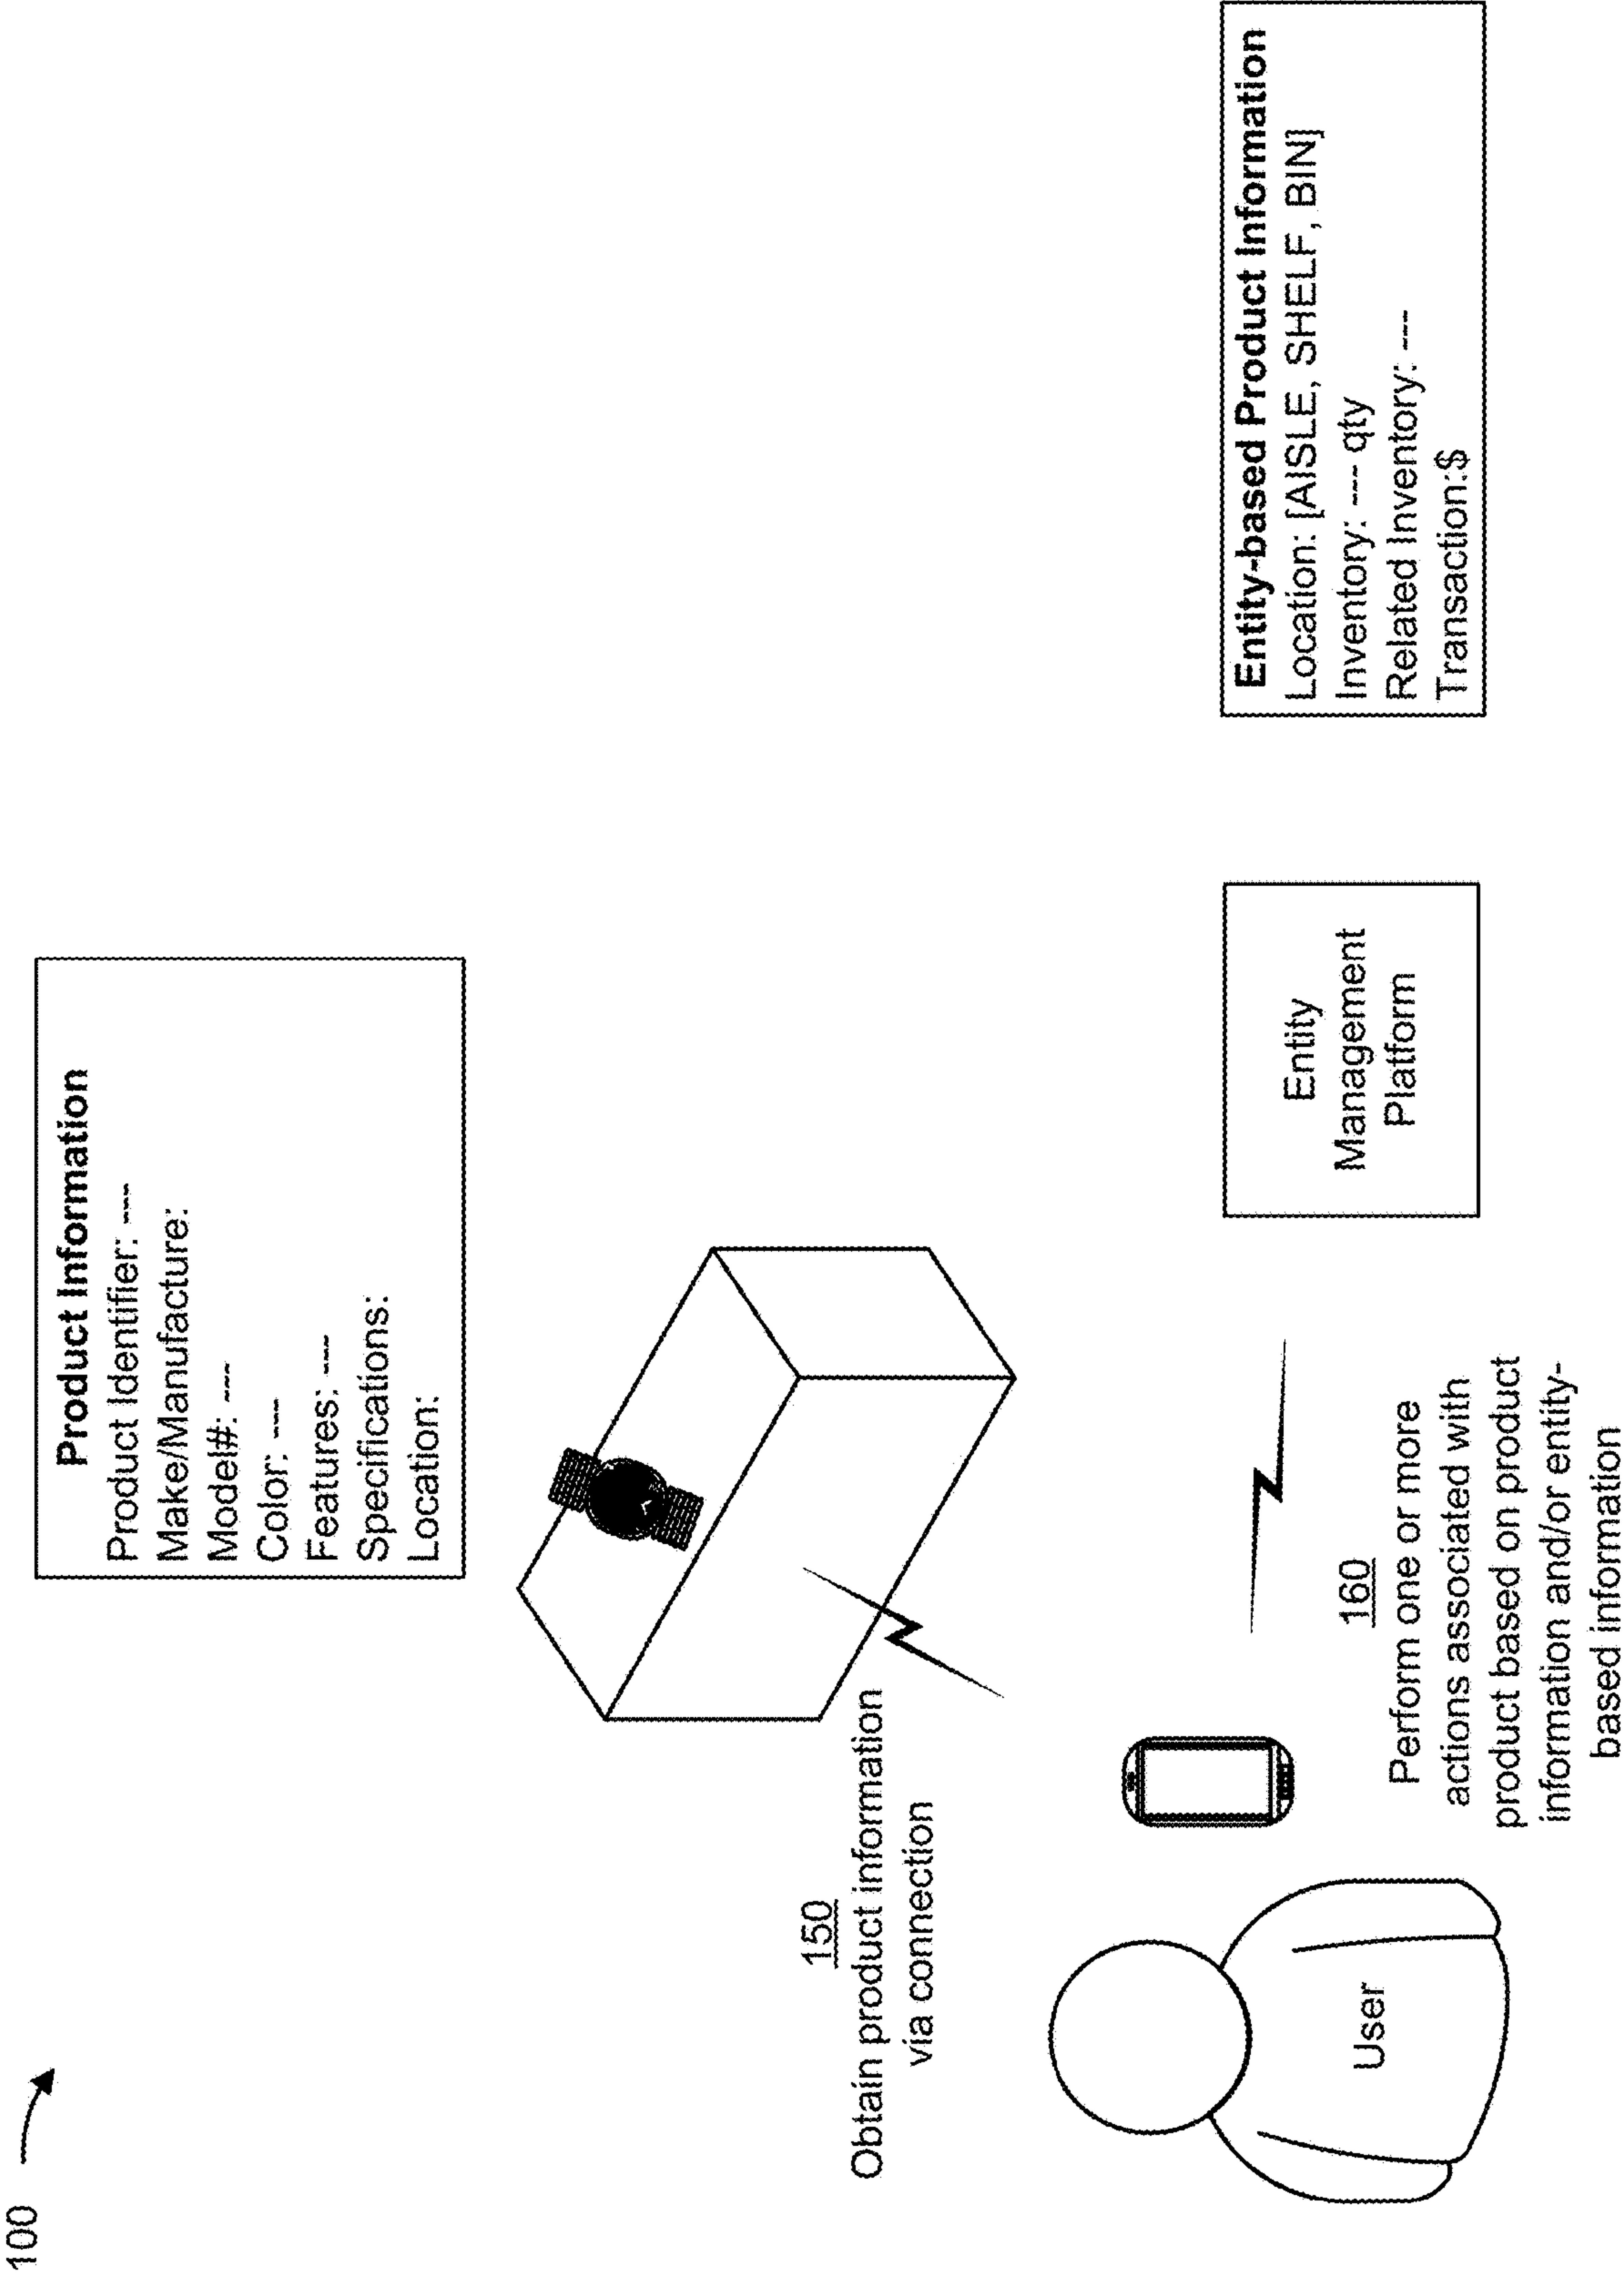 100
Product Information
Product Identifier: ---
Make/Manufacture:
Model#: ---
Color: ---
Features: ---
Specifications:
Location:
150
Obtain product information
via connection
User
160
Perform one or more
actions associated with
product based on product
information and/or entity-
based information
Entity
Management
Platform
Entity-based Product Information
Location: [AISLE, SHELF, BIN]
Inventory: --- qty
Related Inventory: ---
Transaction:$